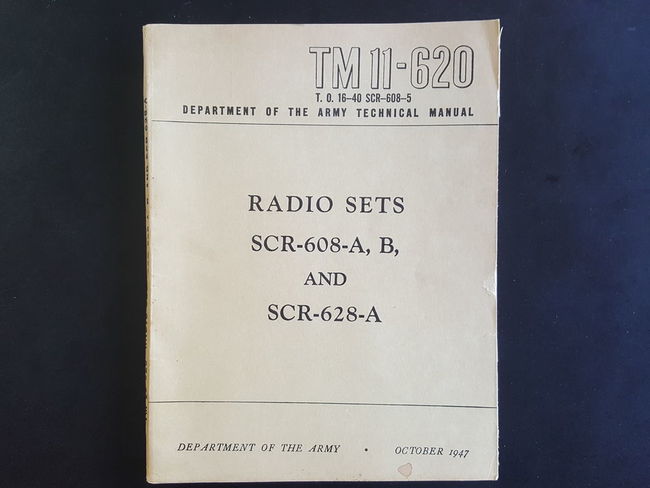 TM 11-620
T. O. 16-40 SCR-608-5
DEPARTMENT OF THE ARMY TECHNICAL MANUAL
RADIO SETS
SCR-608-A, B,
AND
SCR-628-A
DEPARTMENT OF THE ARMY • OCTOBER 1947